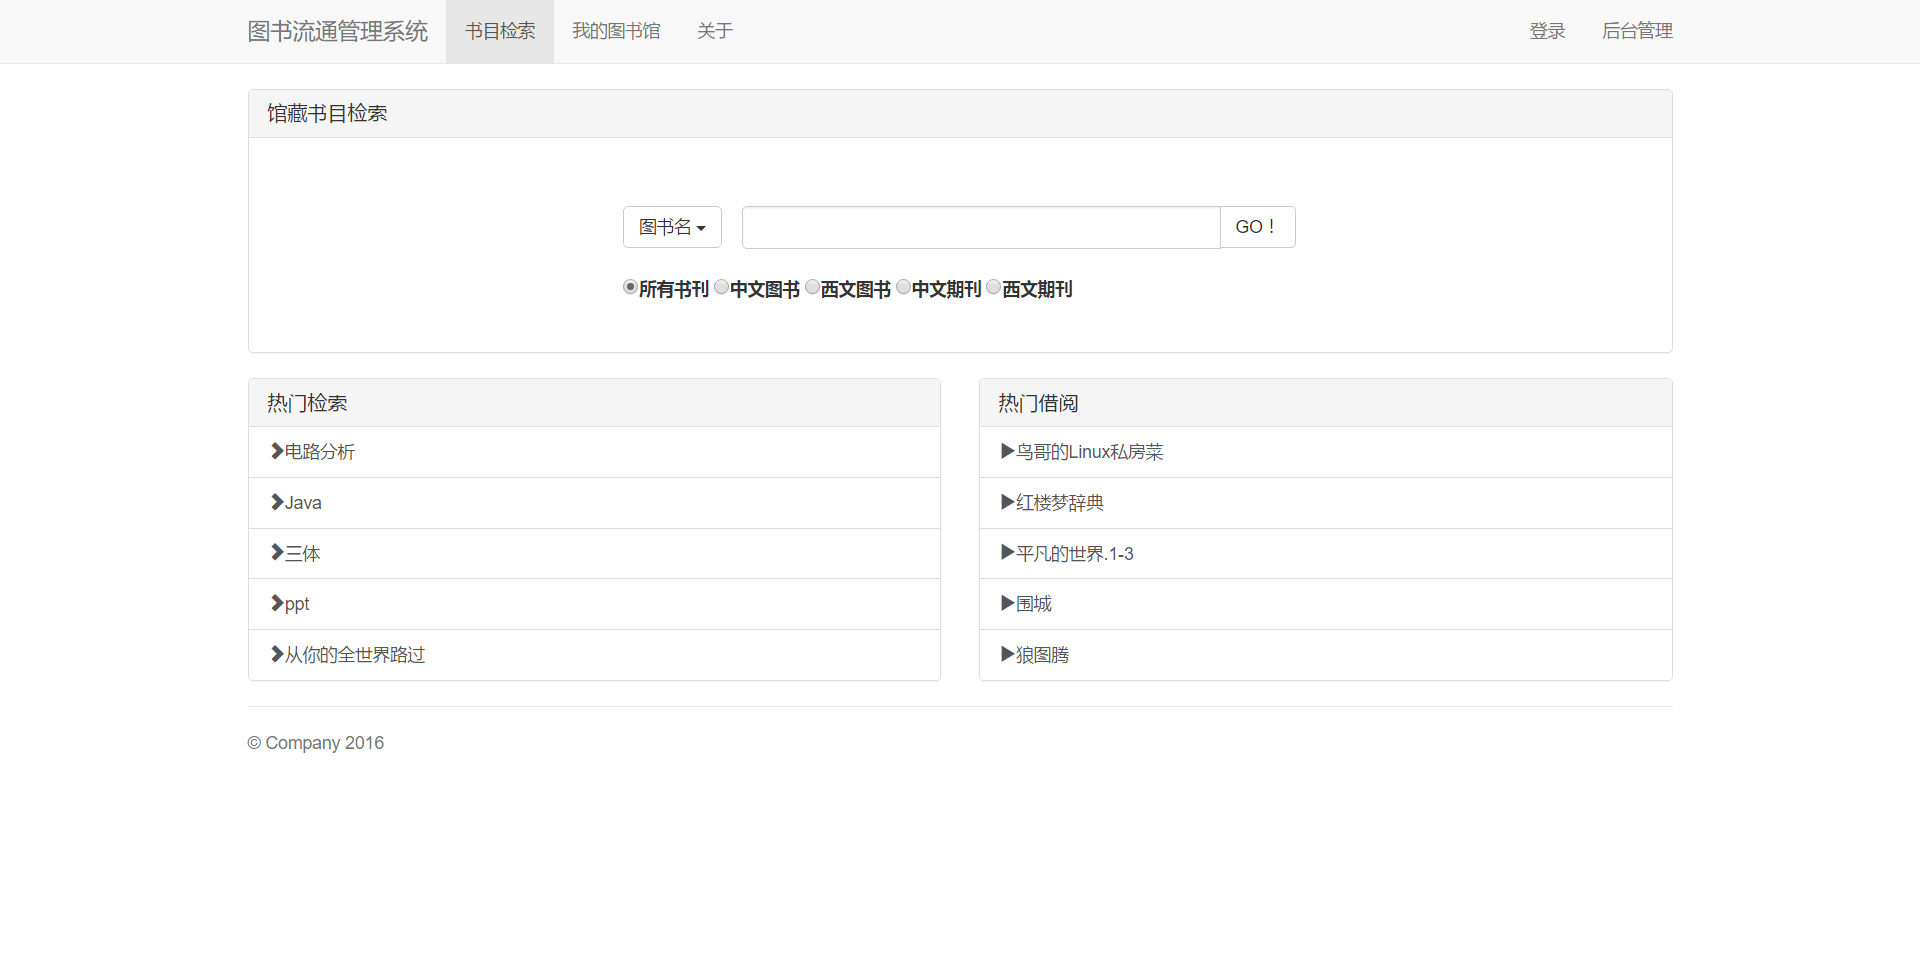 图书流通管理系统 书目检索 我的图书馆 关于 登录 后台管理
馆藏书目检索
图书名 GO！
所有书刊 中文图书 西文图书 中文期刊 西文期刊
热门检索
电路分析
Java
三体
ppt
从你的全世界路过
热门借阅
鸟哥的Linux私房菜
红楼梦辞典
平凡的世界.1-3
围城
狼图腾
© Company 2016